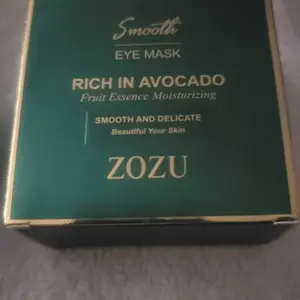 Smooth
EYE MASK
RICH IN AVOCADO
Fruit Essence Moisturizing
SMOOTH AND DELICATE
Beautiful Your Skin
ZOZU